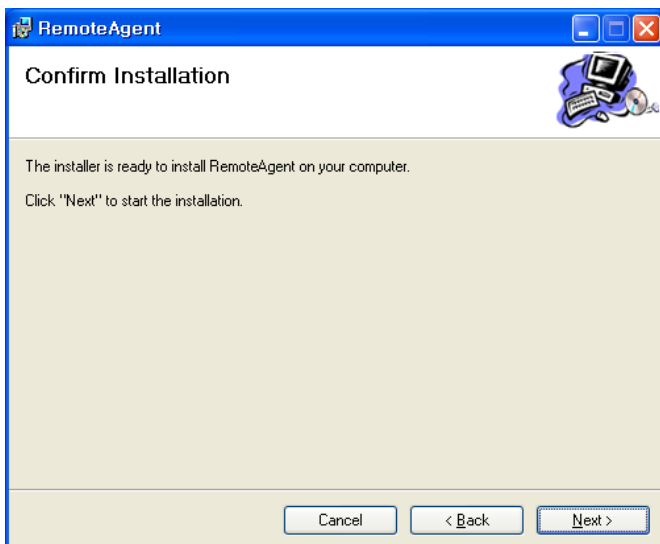 RemoteAgent
Confirm Installation
The installer is ready to install RemoteAgent on your computer.
Click "Next" to start the installation.
Cancel
< Back
Next >